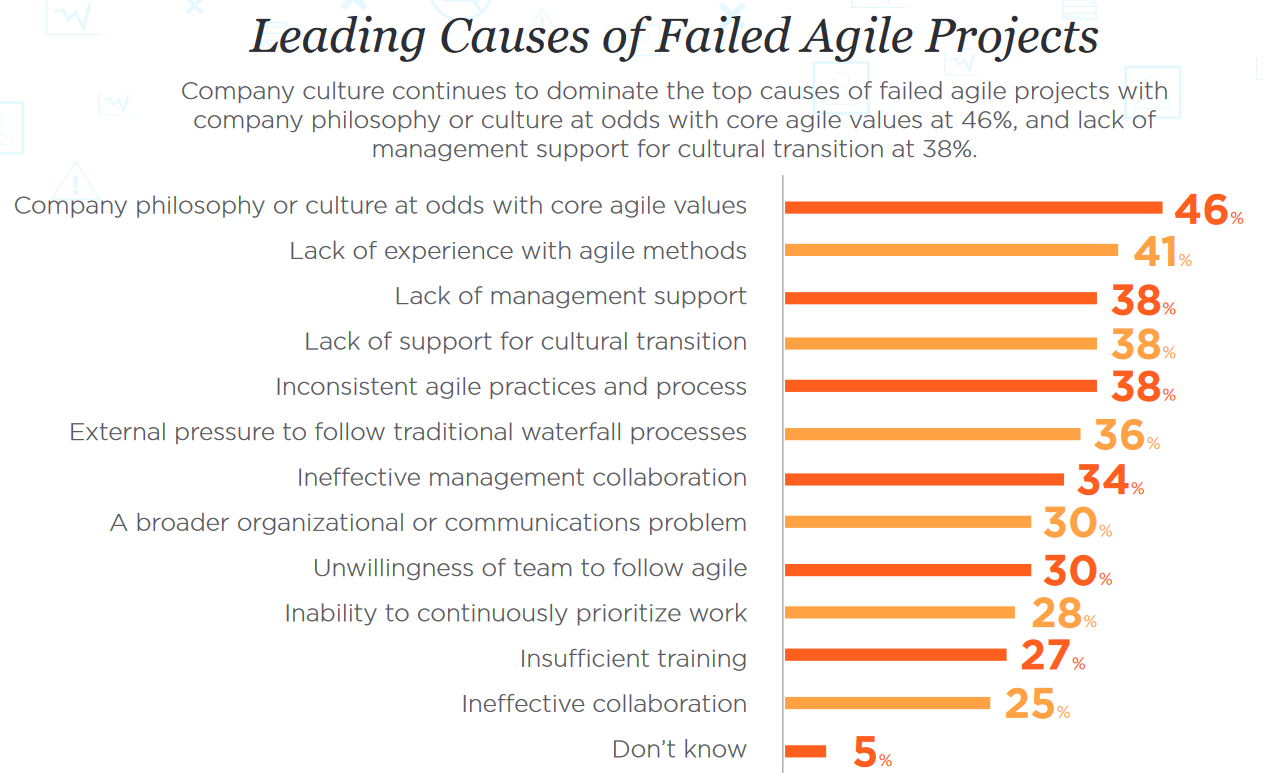 Leading Causes of Failed Agile Projects
Company culture continues to dominate the top causes of failed agile projects with
company philosophy or culture at odds with core agile values at 46%, and lack of
management support for cultural transition at 38%.
Company philosophy or culture at odds with core agile values 46%
Lack of experience with agile methods 41%
Lack of management support 38%
Lack of support for cultural transition 38%
Inconsistent agile practices and process 38%
External pressure to follow traditional waterfall processes 36%
Ineffective management collaboration 34%
A broader organizational or communications problem 30%
Unwillingness of team to follow agile 30%
Inability to continuously prioritize work 28%
Insufficient training 27%
Ineffective collaboration 25%
Don’t know 5%